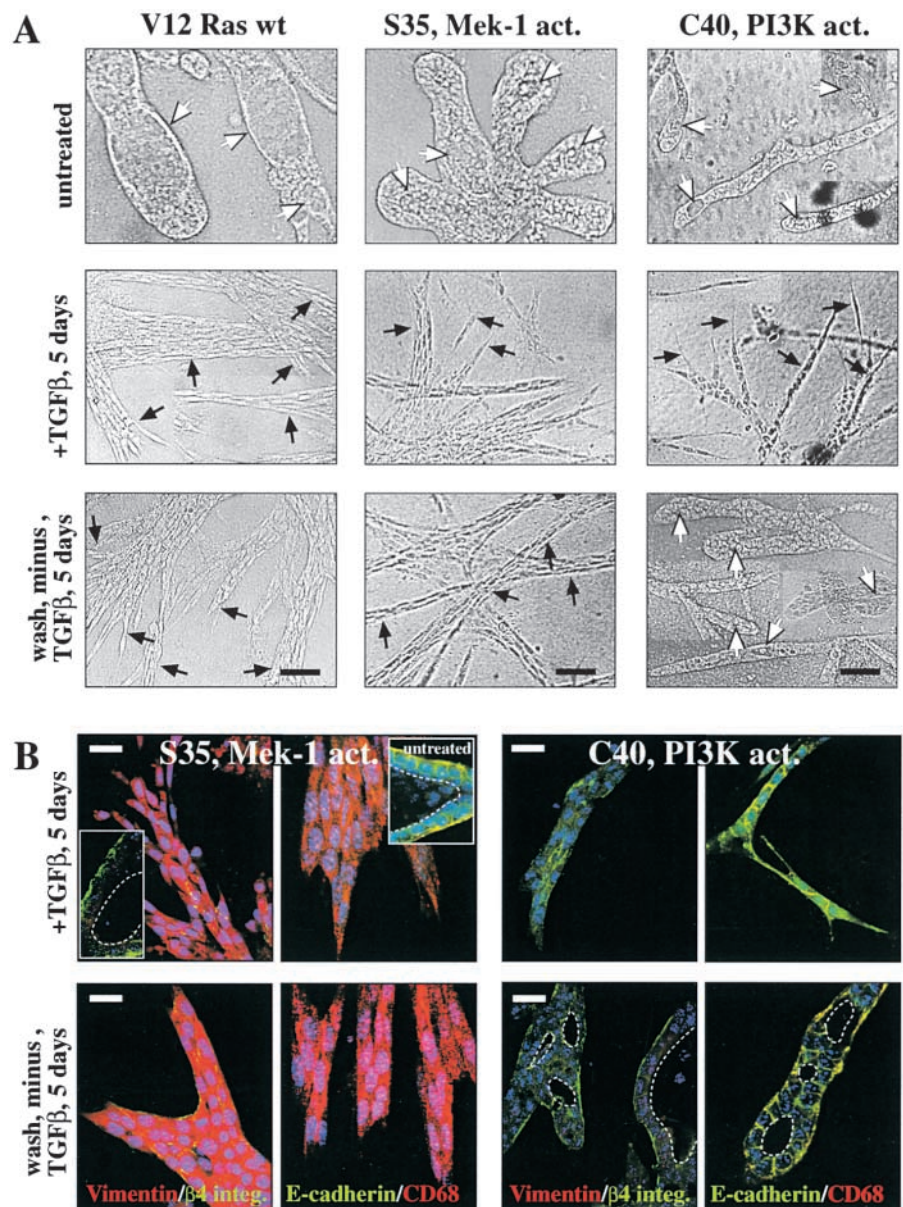 A
V12 Ras wt
S35, Mek-1 act.
C40, PI3K act.
untreated
+TGFβ, 5 days
wash, minus ,
TGFβ, 5 days
B
S35, Mek-1 act.
C40, PI3K act.
untreated
+TGFβ, 5 days
wash, minus ,
TGFβ, 5 days
Vimentin/β4 integ.
E-cadherin/CD68
Vimentin/β4 integ.
E-cadherin/CD68